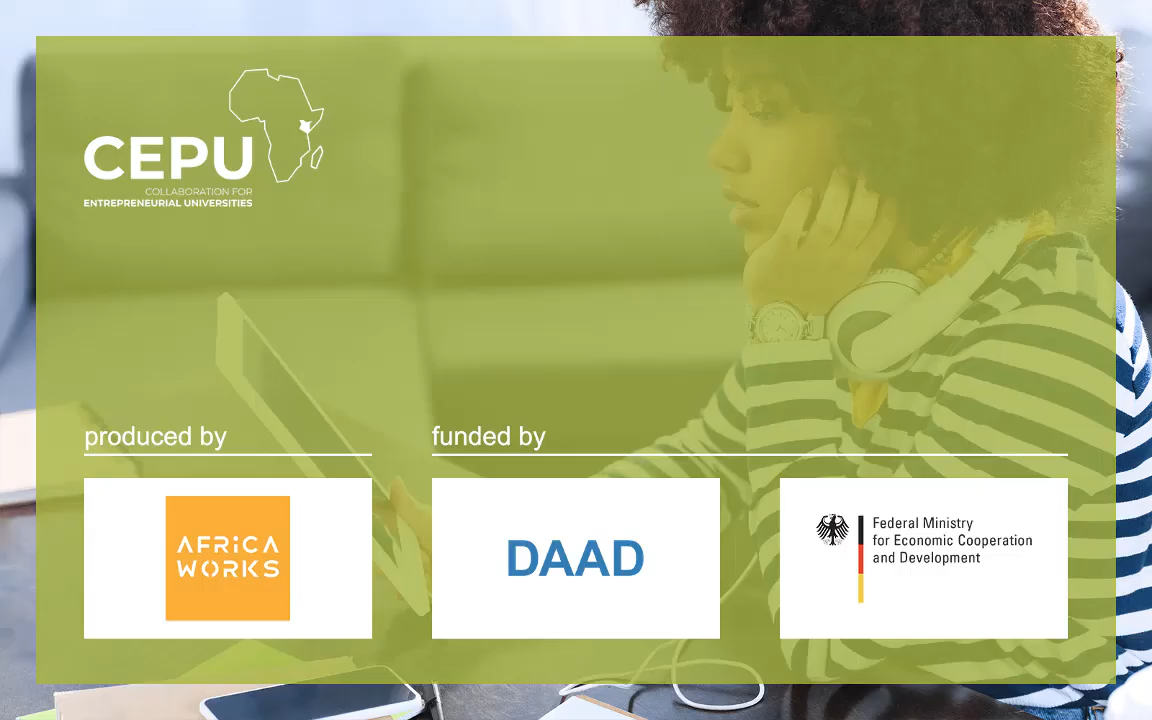 CEPU
COLLABORATION FOR
ENTREPRENEURIAL UNIVERSITIES
produced by
funded by
AFRiCA
WORKS
DAAD
Federal Ministry
for Economic Cooperation
and Development